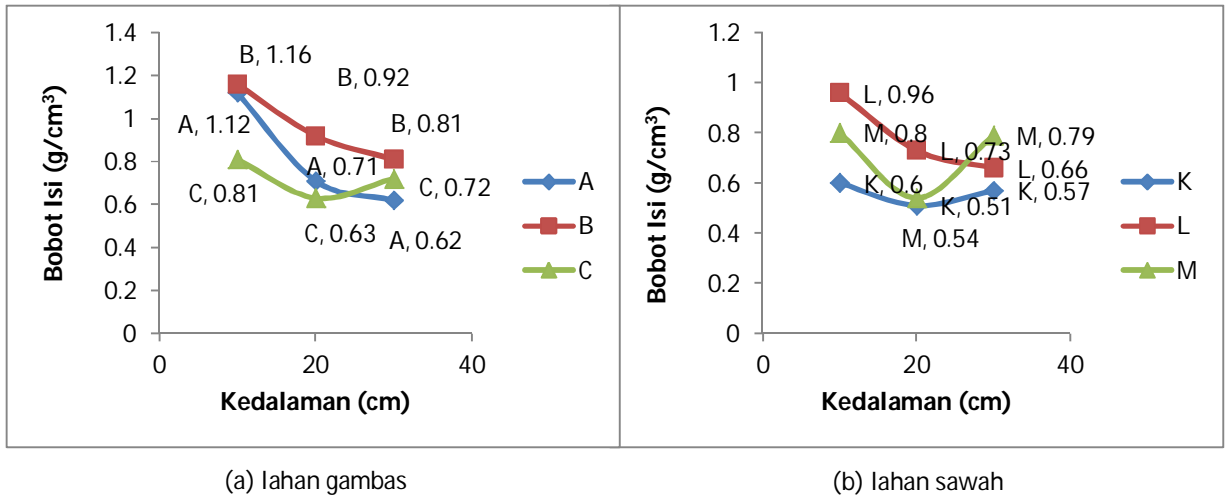 1.4
1.2
1
0.8
0.6
0.4
0.2
0
0
20
40
Bobot Isi (g/cm³)
Kedalaman (cm)
B, 1.16
B, 0.92
B, 0.81
A, 1.12
A, 0.71
C, 0.72
C, 0.81
C, 0.63
A, 0.62
A
B
C
(a) lahan gambas
1.2
1
0.8
0.6
0.4
0.2
0
0
20
40
Bobot Isi (g/cm³)
Kedalaman (cm)
L, 0.96
M, 0.8
M, 0.79
L, 0.73
L, 0.66
K, 0.6
K, 0.57
K, 0.51
M, 0.54
K
L
M
(b) lahan sawah